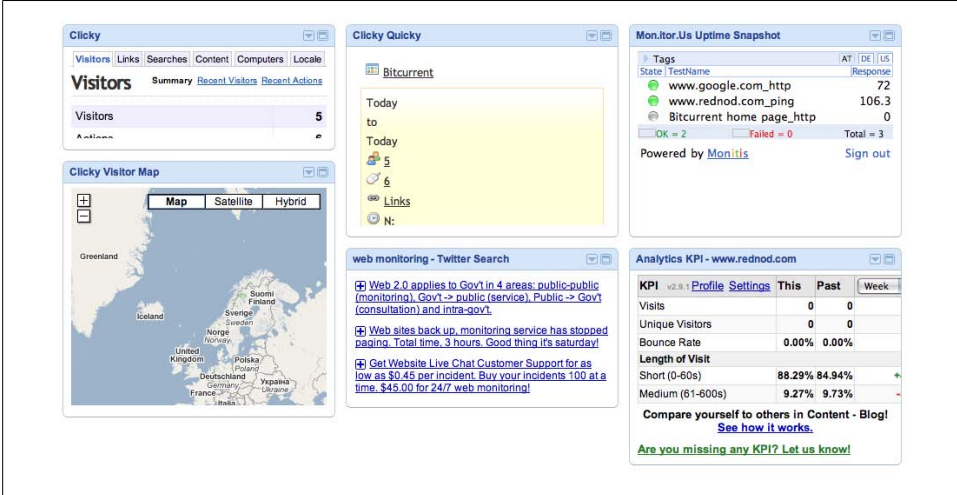 Clicky
Visitors Links Searches Content Computers Locale
Visitors Summary Recent Visitors Recent Actions
Visitors 5
Actions 6
Clicky Visitor Map
Map Satellite Hybrid
Greenland
Iceland
Suomi
Finland
Sverige
Sweden
Norge
Norway
United
Kingdom
Polska
Poland
Deutschland
Germany
Україна
Ukraine
France
Italia
Clicky Quicky
Bitcurrent
Today
to
Today
5
6
Links
N:
web monitoring - Twitter Search
Web 2.0 applies to Gov't in 4 areas: public-public
(monitoring), Gov't -> public (service), Public -> Gov't
(consultation) and intra-gov't.
Web sites back up, monitoring service has stopped
paging. Total time, 3 hours. Good thing it's saturday!
Get Website Live Chat Customer Support for as
low as $0.45 per incident. Buy your incidents 100 at a
time. $45.00 for 24/7 web monitoring!
Mon.itor.Us Uptime Snapshot
Tags AT DE US
State TestName Response
www.google.com_http 72
www.rednod.com_ping 106.3
Bitcurrent home page_http 0
OK = 2 Failed = 0 Total = 3
Powered by Monitis Sign out
Analytics KPI - www.rednod.com
KPI v2.9.1 Profile Settings This Past Week
Visits 0 0
Unique Visitors 0 0
Bounce Rate 0.00% 0.00%
Length of Visit
Short (0-60s) 88.29% 84.94% +
Medium (61-600s) 9.27% 9.73% -
Compare yourself to others in Content - Blog!
See how it works.
Are you missing any KPI? Let us know!